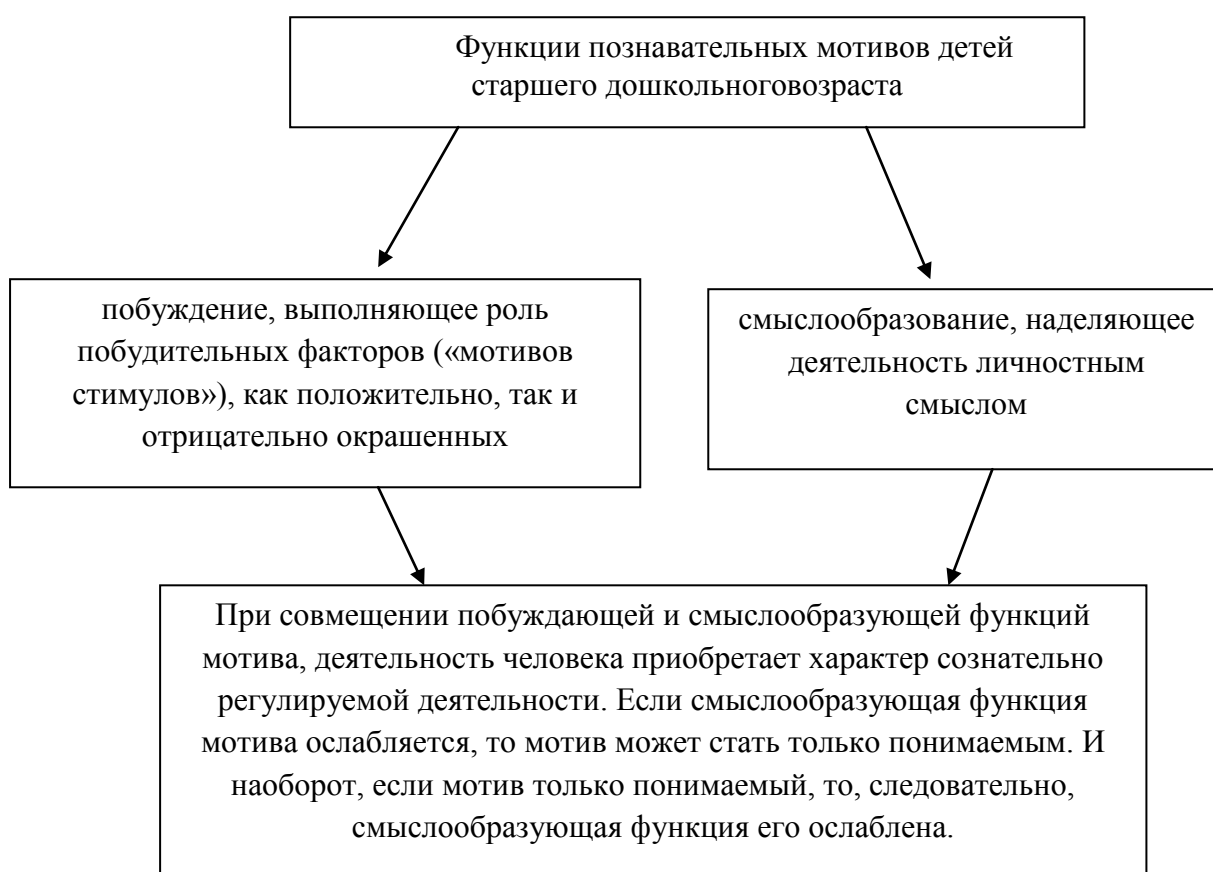 Функции познавательных мотивов детей
старшего дошкольноговозраста
побуждение, выполняющее роль
побудительных факторов («мотивов
стимулов»), как положительно, так и
отрицательно окрашенных
смыслообразование, наделяющее
деятельность личностным
смыслом
При совмещении побуждающей и смыслообразующей функций
мотива, деятельность человека приобретает характер сознательно
регулируемой деятельности. Если смыслообразующая функция
мотива ослабляется, то мотив может стать только понимаемым. И
наоборот, если мотив только понимаемый, то, следовательно,
смыслообразующая функция его ослаблена.